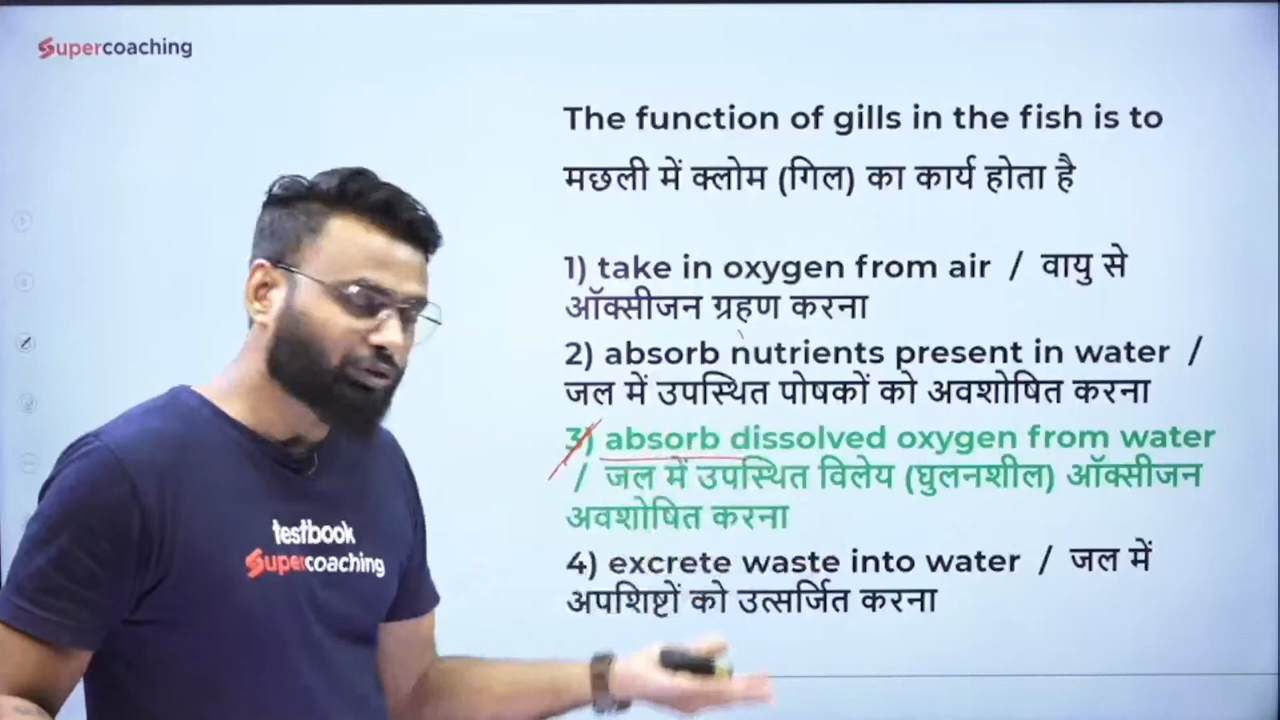 Supercoaching
The function of gills in the fish is to
मछली में क्लोम (गिल) का कार्य होता है
1) take in oxygen from air / वायु से
ऑक्सीजन ग्रहण करना
2) absorb nutrients present in water /
जल में उपस्थित पोषकों को अवशोषित करना
3) absorb dissolved oxygen from water
/ जल में उपस्थित विलेय (घुलनशील) ऑक्सीजन
अवशोषित करना
4) excrete waste into water / जल में
अपशिष्टों को उत्सर्जित करना
testbook
Supercoaching